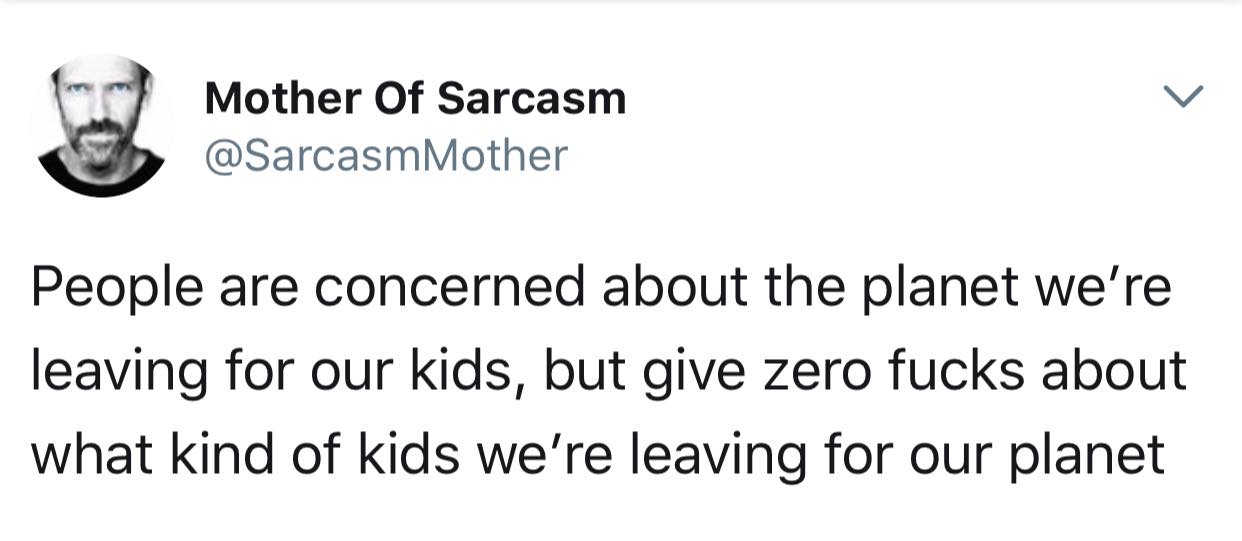 Mother Of Sarcasm
@SarcasmMother
People are concerned about the planet we’re
leaving for our kids, but give zero fucks about
what kind of kids we’re leaving for our planet